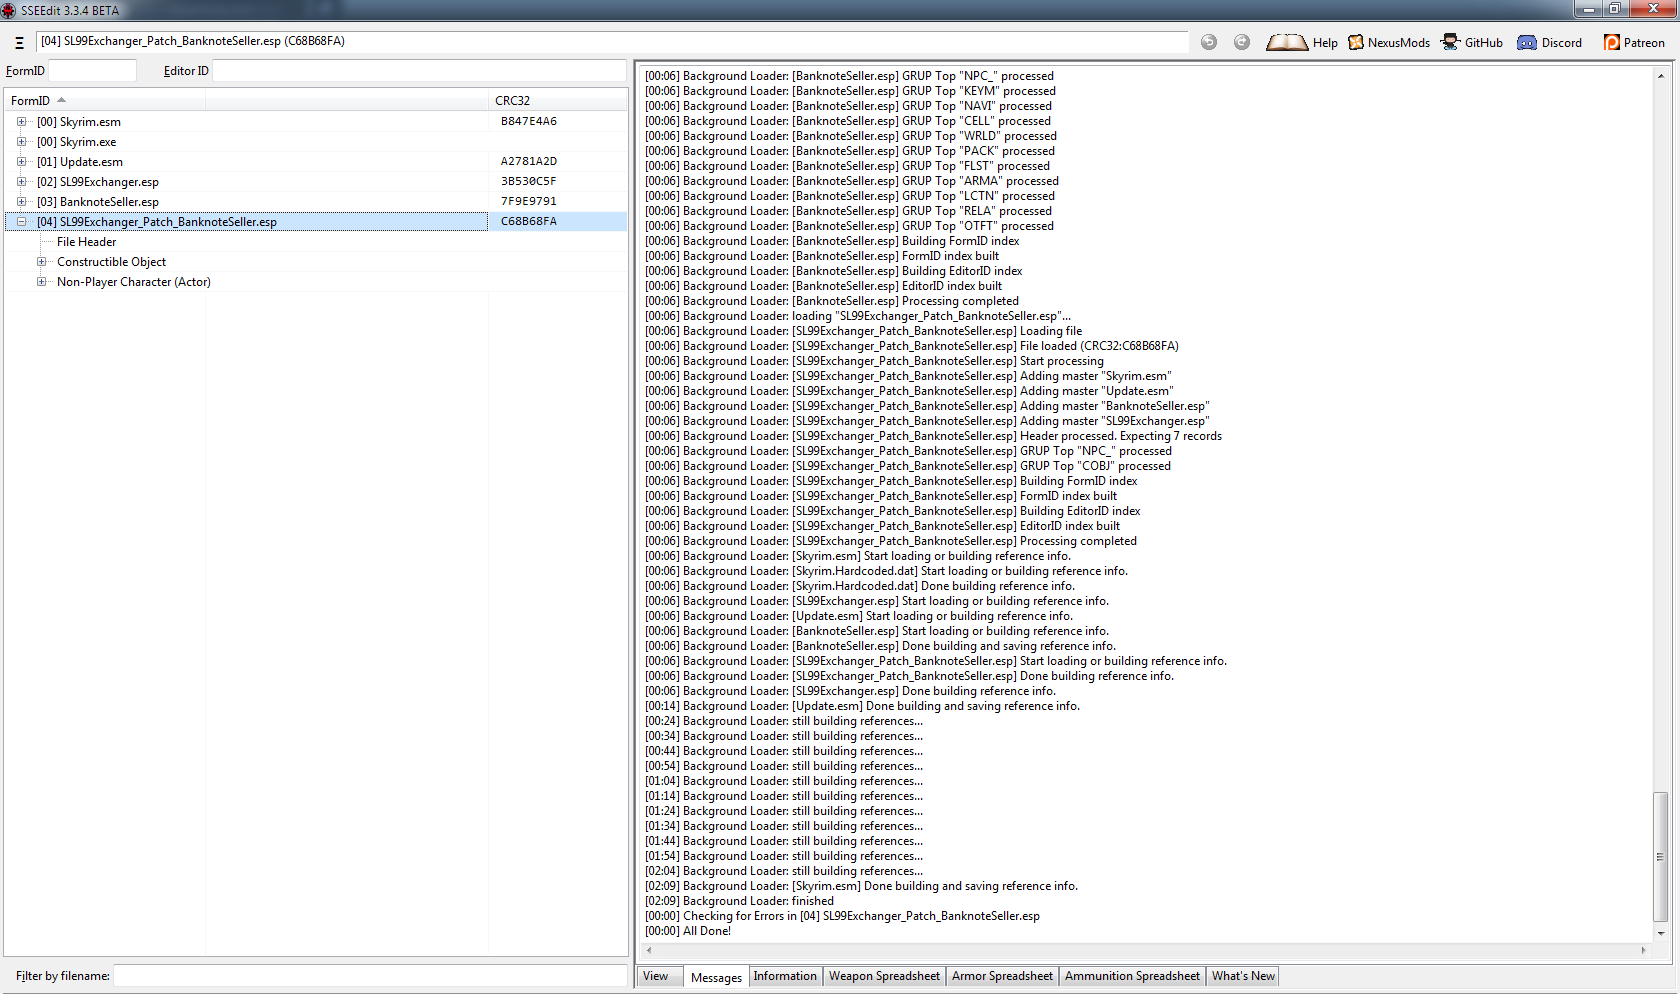 SSEEdit 3.3.4 BETA
[04] SL99Exchanger_Patch_BanknoteSeller.esp (C68B68FA)
Help NexusMods GitHub Discord Patreon
FormID Editor ID
FormID CRC32
[00] Skyrim.esm B847E4A6
[00] Skyrim.exe
[01] Update.esm A2781A2D
[02] SL99Exchanger.esp 3B530C5F
[03] BanknoteSeller.esp 7F9E9791
[04] SL99Exchanger_Patch_BanknoteSeller.esp C68B68FA
File Header
Constructible Object
Non-Player Character (Actor)
Filter by filename:
[00:06] Background Loader: [BanknoteSeller.esp] GRUP Top "NPC_" processed
[00:06] Background Loader: [BanknoteSeller.esp] GRUP Top "KEYM" processed
[00:06] Background Loader: [BanknoteSeller.esp] GRUP Top "NAVI" processed
[00:06] Background Loader: [BanknoteSeller.esp] GRUP Top "CELL" processed
[00:06] Background Loader: [BanknoteSeller.esp] GRUP Top "WRLD" processed
[00:06] Background Loader: [BanknoteSeller.esp] GRUP Top "PACK" processed
[00:06] Background Loader: [BanknoteSeller.esp] GRUP Top "FLST" processed
[00:06] Background Loader: [BanknoteSeller.esp] GRUP Top "ARMA" processed
[00:06] Background Loader: [BanknoteSeller.esp] GRUP Top "LCTN" processed
[00:06] Background Loader: [BanknoteSeller.esp] GRUP Top "RELA" processed
[00:06] Background Loader: [BanknoteSeller.esp] GRUP Top "OTFT" processed
[00:06] Background Loader: [BanknoteSeller.esp] Building FormID index
[00:06] Background Loader: [BanknoteSeller.esp] FormID index built
[00:06] Background Loader: [BanknoteSeller.esp] Building EditorID index
[00:06] Background Loader: [BanknoteSeller.esp] EditorID index built
[00:06] Background Loader: [BanknoteSeller.esp] Processing completed
[00:06] Background Loader: loading "SL99Exchanger_Patch_BanknoteSeller.esp"...
[00:06] Background Loader: [SL99Exchanger_Patch_BanknoteSeller.esp] Loading file
[00:06] Background Loader: [SL99Exchanger_Patch_BanknoteSeller.esp] File loaded (CRC32:C68B68FA)
[00:06] Background Loader: [SL99Exchanger_Patch_BanknoteSeller.esp] Start processing
[00:06] Background Loader: [SL99Exchanger_Patch_BanknoteSeller.esp] Adding master "Skyrim.esm"
[00:06] Background Loader: [SL99Exchanger_Patch_BanknoteSeller.esp] Adding master "Update.esm"
[00:06] Background Loader: [SL99Exchanger_Patch_BanknoteSeller.esp] Adding master "BanknoteSeller.esp"
[00:06] Background Loader: [SL99Exchanger_Patch_BanknoteSeller.esp] Adding master "SL99Exchanger.esp"
[00:06] Background Loader: [SL99Exchanger_Patch_BanknoteSeller.esp] Header processed. Expecting 7 records
[00:06] Background Loader: [SL99Exchanger_Patch_BanknoteSeller.esp] GRUP Top "NPC_" processed
[00:06] Background Loader: [SL99Exchanger_Patch_BanknoteSeller.esp] GRUP Top "COBJ" processed
[00:06] Background Loader: [SL99Exchanger_Patch_BanknoteSeller.esp] Building FormID index
[00:06] Background Loader: [SL99Exchanger_Patch_BanknoteSeller.esp] FormID index built
[00:06] Background Loader: [SL99Exchanger_Patch_BanknoteSeller.esp] Building EditorID index
[00:06] Background Loader: [SL99Exchanger_Patch_BanknoteSeller.esp] EditorID index built
[00:06] Background Loader: [SL99Exchanger_Patch_BanknoteSeller.esp] Processing completed
[00:06] Background Loader: [Skyrim.esm] Start loading or building reference info.
[00:06] Background Loader: [Skyrim.Hardcoded.dat] Start loading or building reference info.
[00:06] Background Loader: [Skyrim.Hardcoded.dat] Done building reference info.
[00:06] Background Loader: [SL99Exchanger.esp] Start loading or building reference info.
[00:06] Background Loader: [Update.esm] Start loading or building reference info.
[00:06] Background Loader: [BanknoteSeller.esp] Start loading or building reference info.
[00:06] Background Loader: [BanknoteSeller.esp] Done building and saving reference info.
[00:06] Background Loader: [SL99Exchanger_Patch_BanknoteSeller.esp] Start loading or building reference info.
[00:06] Background Loader: [SL99Exchanger_Patch_BanknoteSeller.esp] Done building reference info.
[00:06] Background Loader: [SL99Exchanger.esp] Done building reference info.
[00:14] Background Loader: [Update.esm] Done building and saving reference info.
[00:24] Background Loader: still building references...
[00:34] Background Loader: still building references...
[00:44] Background Loader: still building references...
[00:54] Background Loader: still building references...
[01:04] Background Loader: still building references...
[01:14] Background Loader: still building references...
[01:24] Background Loader: still building references...
[01:34] Background Loader: still building references...
[01:44] Background Loader: still building references...
[01:54] Background Loader: still building references...
[02:04] Background Loader: still building references...
[02:09] Background Loader: [Skyrim.esm] Done building and saving reference info.
[02:09] Background Loader: finished
[00:00] Checking for Errors in [04] SL99Exchanger_Patch_BanknoteSeller.esp
[00:00] All Done!
View Messages Information Weapon Spreadsheet Armor Spreadsheet Ammunition Spreadsheet What's New